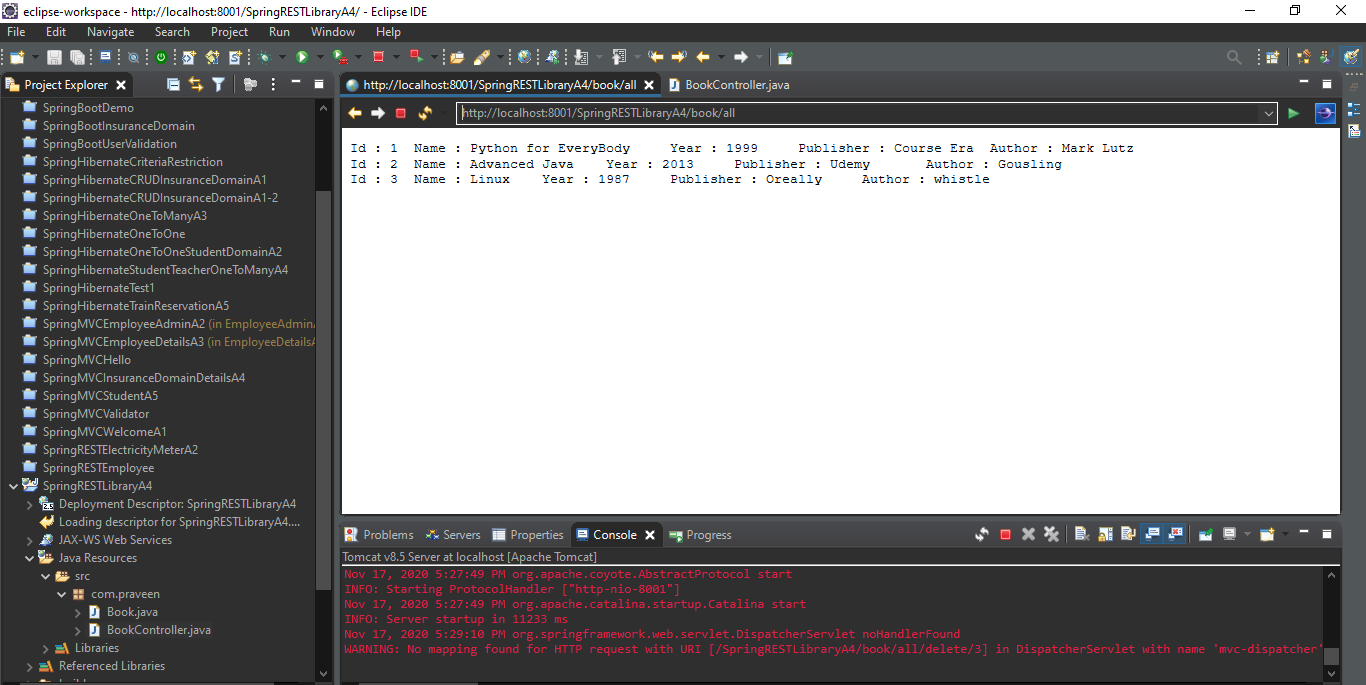 eclipse-workspace - http://localhost:8001/SpringRESTLibraryA4/ - Eclipse IDE
File Edit Navigate Search Project Run Window Help
Project Explorer
SpringBootDemo
SpringBootInsuranceDomain
SpringBootUserValidation
SpringHibernateCriteriaRestriction
SpringHibernateCRUDInsuranceDomainA1
SpringHibernateCRUDInsuranceDomainA1-2
SpringHibernateOneToManyA3
SpringHibernateOneToOne
SpringHibernateOneToOneStudentDomainA2
SpringHibernateStudentTeacherOneToManyA4
SpringHibernateTest1
SpringHibernateTrainReservationA5
SpringMVCEmployeeAdminA2 (in EmployeeAdmin
SpringMVCEmployeeDetailsA3 (in EmployeeDetails
SpringMVCHello
SpringMVCInsuranceDomainDetailsA4
SpringMVCStudentA5
SpringMVCValidator
SpringMVCWelcomeA1
SpringRESTElectricityMeterA2
SpringRESTEmployee
SpringRESTLibraryA4
Deployment Descriptor: SpringRESTLibraryA4
Loading descriptor for SpringRESTLibraryA4....
JAX-WS Web Services
Java Resources
src
com.praveen
Book.java
BookController.java
Libraries
Referenced Libraries
http://localhost:8001/SpringRESTLibraryA4/book/all BookController.java
http://localhost:8001/SpringRESTLibraryA4/book/all
Id : 1 Name : Python for EveryBody Year : 1999 Publisher : Course Era Author : Mark Lutz
Id : 2 Name : Advanced Java Year : 2013 Publisher : Udemy Author : Gousling
Id : 3 Name : Linux Year : 1987 Publisher : Oreally Author : whistle
Problems Servers Properties Console Progress
Tomcat v8.5 Server at localhost [Apache Tomcat]
Nov 17, 2020 5:27:49 PM org.apache.coyote.AbstractProtocol start
INFO: Starting ProtocolHandler ["http-nio-8001"]
Nov 17, 2020 5:27:49 PM org.apache.catalina.startup.Catalina start
INFO: Server startup in 11233 ms
Nov 17, 2020 5:29:10 PM org.springframework.web.servlet.DispatcherServlet noHandlerFound
WARNING: No mapping found for HTTP request with URI [/SpringRESTLibraryA4/book/all/delete/3] in DispatcherServlet with name 'mvc-dispatcher'